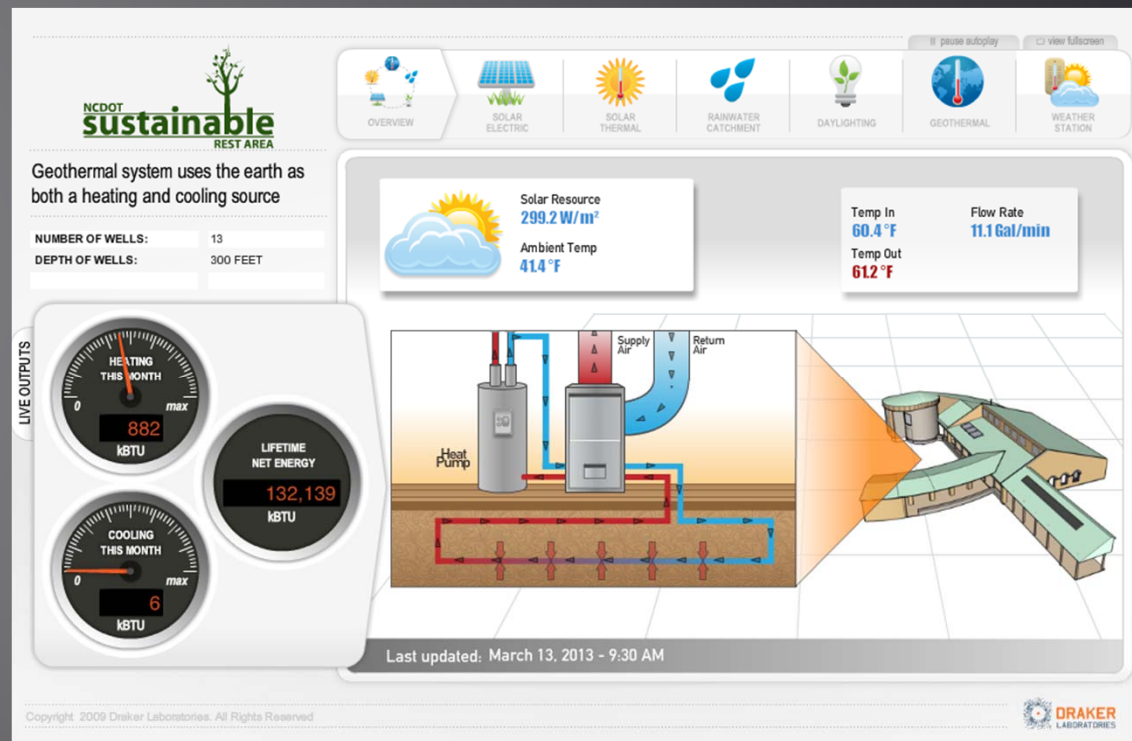 pause autoplay
view fullscreen
NCDOT
sustainable
REST AREA
OVERVIEW
SOLAR
ELECTRIC
SOLAR
THERMAL
RAINWATER
CATCHMENT
DAYLIGHTING
GEOTHERMAL
WEATHER
STATION
Geothermal system uses the earth as
both a heating and cooling source
NUMBER OF WELLS: 13
DEPTH OF WELLS: 300 FEET
Solar Resource
299.2 W/m²
Ambient Temp
41.4 °F
Temp In
60.4 °F
Temp Out
61.2 °F
Flow Rate
11.1 Gal/min
LIVE OUTPUTS
HEATING
THIS MONTH
0 max
882
kBTU
LIFETIME
NET ENERGY
132,139
kBTU
COOLING
THIS MONTH
0 max
6
kBTU
Supply
Air
Return
Air
Heat
Pump
Last updated: March 13, 2013 - 9:30 AM
Copyright 2009 Draker Laboratories. All Rights Reserved
DRAKER
LABORATORIES